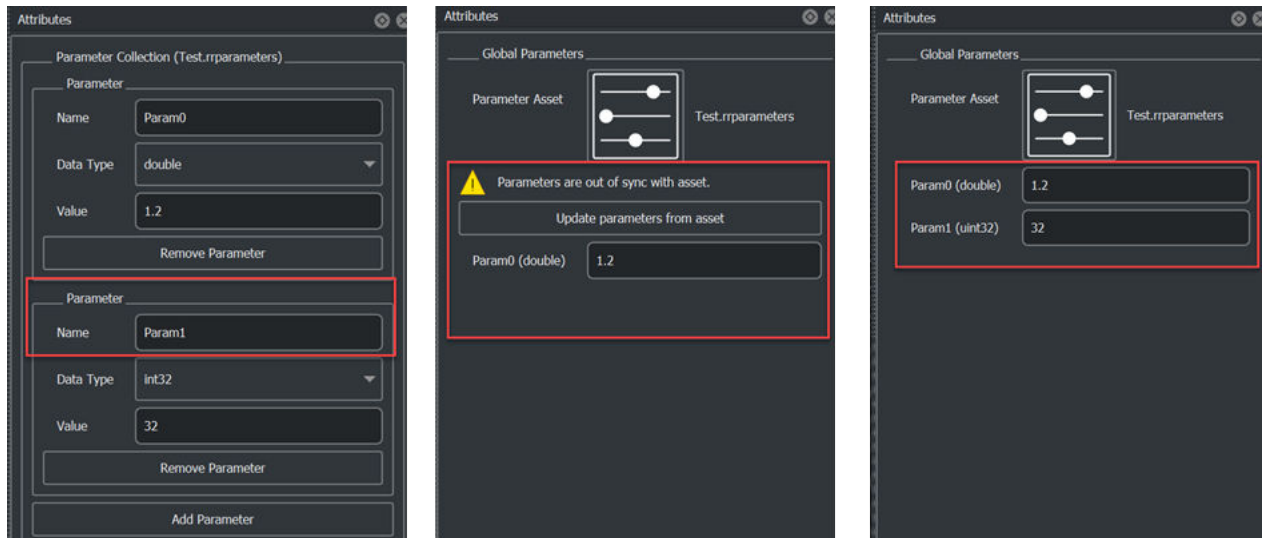 Attributes
Parameter Collection (Test.rrparameters)
Parameter
Name Param0
Data Type double
Value 1.2
Remove Parameter
Parameter
Name Param1
Data Type int32
Value 32
Remove Parameter
Add Parameter
Attributes
Global Parameters
Parameter Asset Test.rrparameters
Parameters are out of sync with asset.
Update parameters from asset
Param0 (double) 1.2
Attributes
Global Parameters
Parameter Asset Test.rrparameters
Param0 (double) 1.2
Param1 (uint32) 32